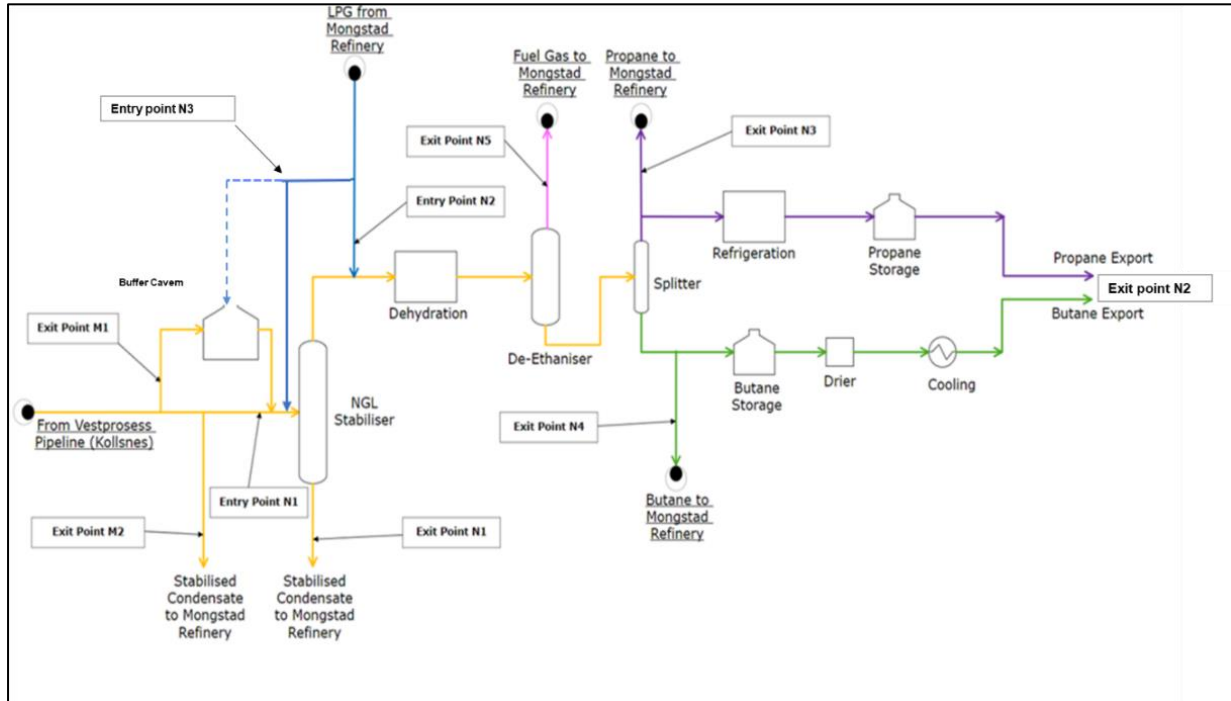 LPG from
Mongstad
Refinery
Fuel Gas to
Mongstad
Refinery
Propane to
Mongstad
Refinery
Entry point N3
Exit Point N5
Exit Point N3
Entry Point N2
Refrigeration
Propane
Storage
Propane Export
Exit point N2
Butane Export
Buffer Cavern
Dehydration
Splitter
Exit Point M1
De-Ethaniser
NGL
Stabiliser
Butane
Storage
Drier
Cooling
From Vestprosess
Pipeline (Kollsnes)
Exit Point N4
Entry Point N1
Butane to
Mongstad
Refinery
Exit Point M2
Exit Point N1
Stabilised
Condensate
to Mongstad
Refinery
Stabilised
Condensate
to Mongstad
Refinery